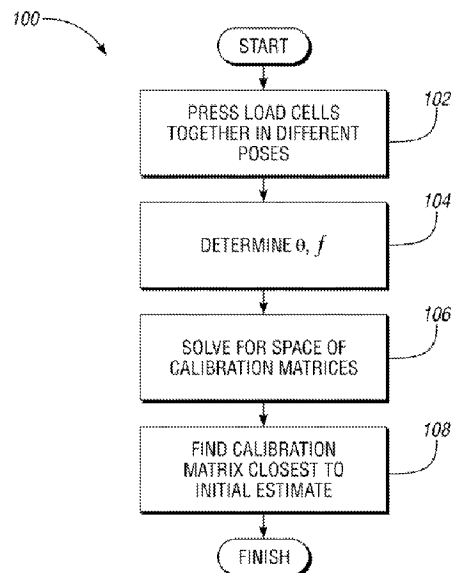 100
START
PRESS LOAD CELLS
TOGETHER IN DIFFERENT
POSES
102
DETERMINE θ, f
104
SOLVE FOR SPACE OF
CALIBRATION MATRICES
106
FIND CALIBRATION
MATRIX CLOSEST TO
INITIAL ESTIMATE
108
FINISH